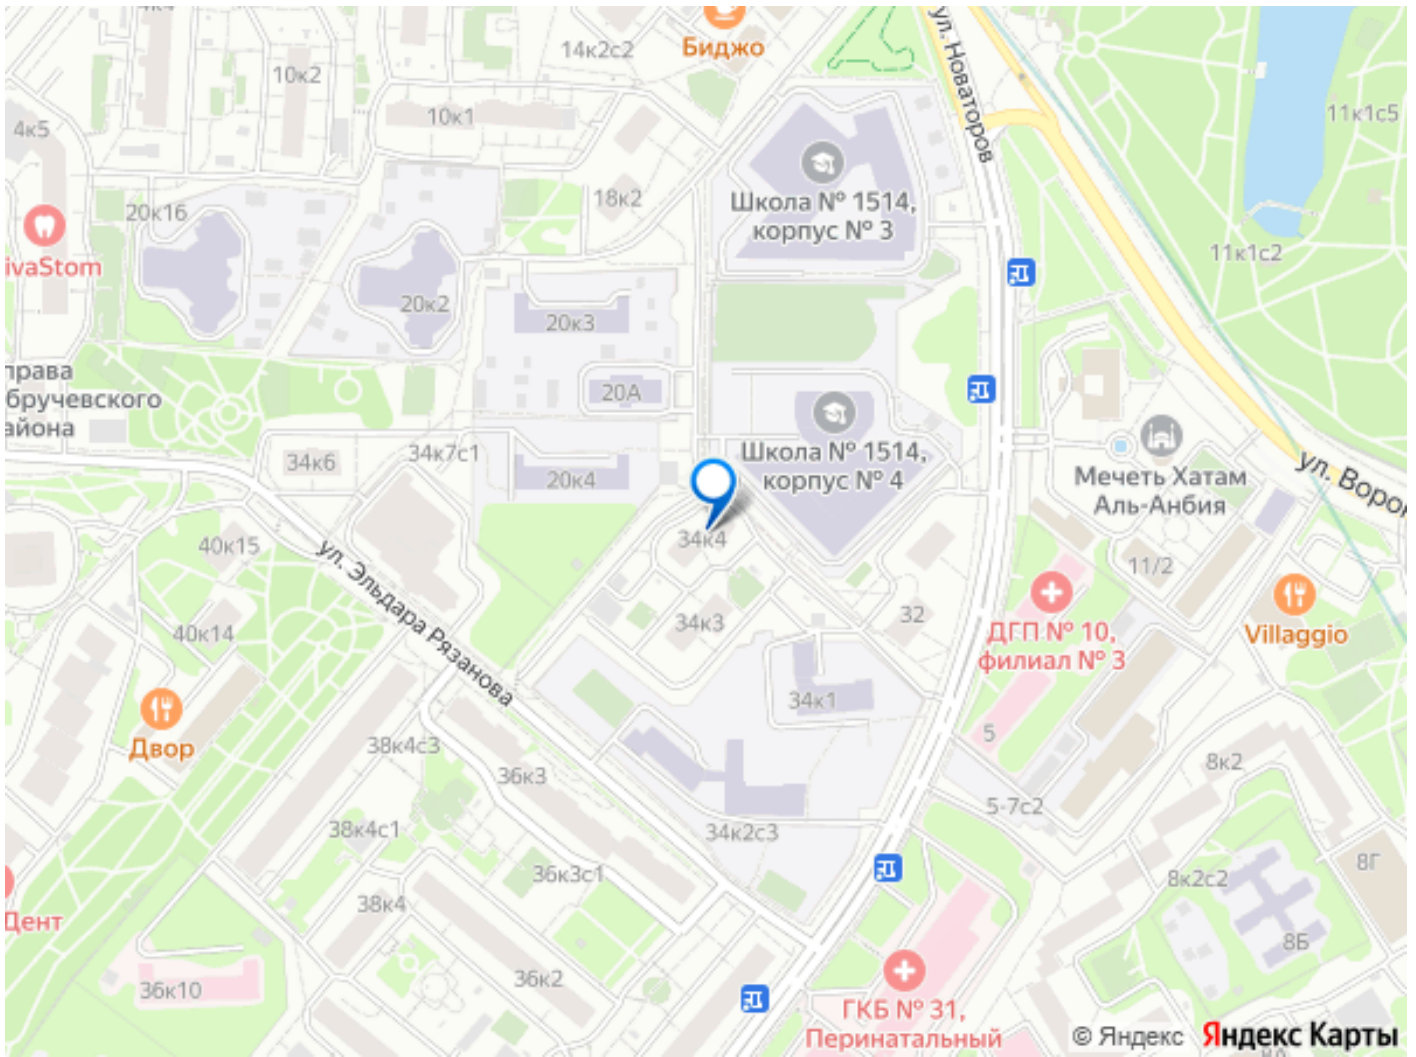 Биджо
14к2с2
ул. Новаторов
10к2
10к1
4к5
11к1с5
Школа № 1514,
корпус № 3
18к2
20к16
11к1с2
ivaStom
20к2
20к3
права
бручевского
айона
20А
34к6
34к7с1
20к4
Школа № 1514,
корпус № 4
Мечеть Хатам
Аль-Анбия
ул. Ворон
40к15
34к4
ул. Эльдара Рязанова
11/2
40к14
34к3
32
ДГП № 10,
филиал № 3
Villaggio
34к1
Двор
38к4с3
5
36к3
8к2
5-7с2
38к4с1
34к2с3
8Г
36к3с1
8к2с2
38к4
Дент
8Б
36к2
36к10
ГКБ № 31,
Перинатальный
© Яндекс Яндекс Карты